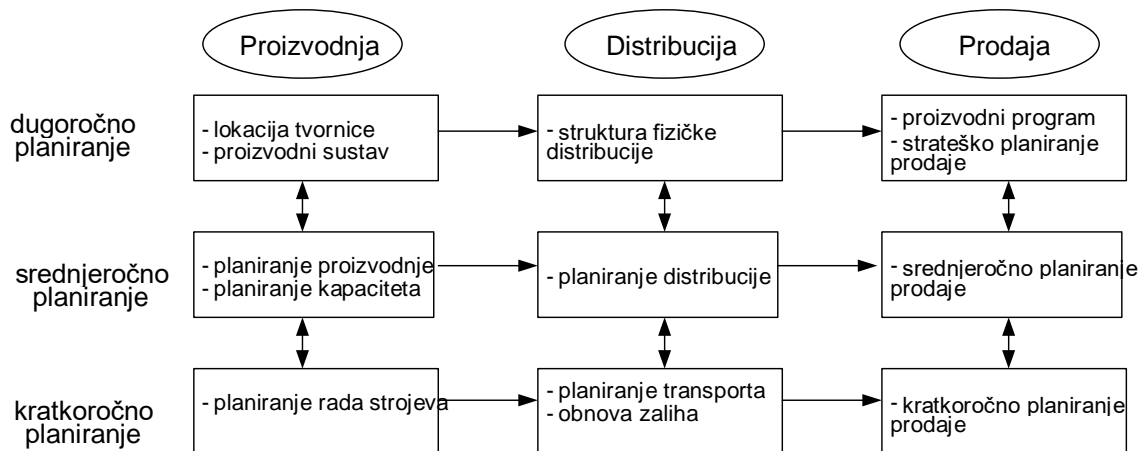 Proizvodnja
Distribucija
Prodaja
dugoročno
planiranje
- lokacija tvornice
- proizvodni sustav
- struktura fizičke
distribucije
- proizvodni program
- strateško planiranje
prodaje
srednjeročno
planiranje
- planiranje proizvodnje
- planiranje kapaciteta
- planiranje distribucije
- srednjeročno planiranje
prodaje
kratkoročno
planiranje
- planiranje rada strojeva
- planiranje transporta
- obnova zaliha
- kratkoročno planiranje
prodaje